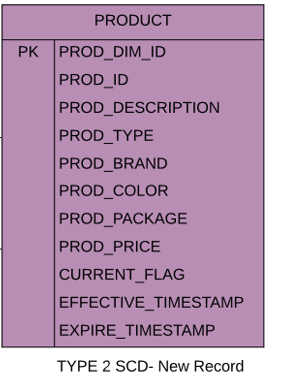 PRODUCT
PK PROD_DIM_ID
PROD_ID
PROD_DESCRIPTION
PROD_TYPE
PROD_BRAND
PROD_COLOR
PROD_PACKAGE
PROD_PRICE
CURRENT_FLAG
EFFECTIVE_TIMESTAMP
EXPIRE_TIMESTAMP
TYPE 2 SCD- New Record